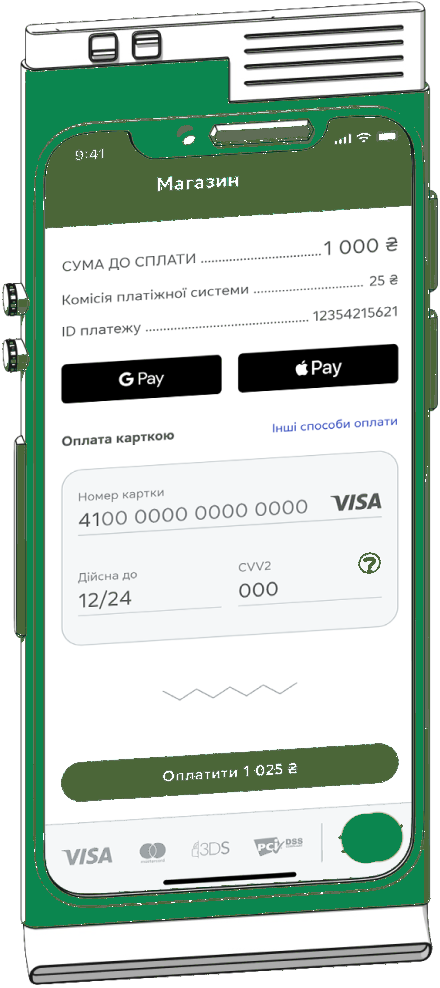 9:41
Магазин
СУМА ДО СПЛАТИ 1 000 ₴
Комісія платіжної системи 25 ₴
ID платежу 12354215621
G Pay
Pay
Оплата карткою
Інші способи оплати
Номер картки
4100 0000 0000 0000 VISA
Дійсна до
CVV2
?
12/24
000
Оплатити 1 025 ₴
VISA
mastercard
3DS
PCI DSS